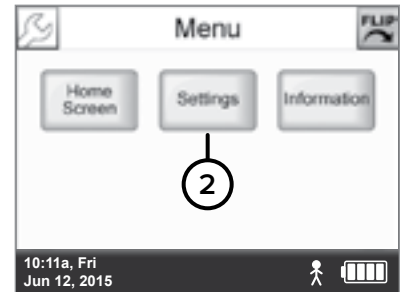 Menu
FLIP
Home
Screen
Settings
Information
2
10:11a, Fri
Jun 12, 2015